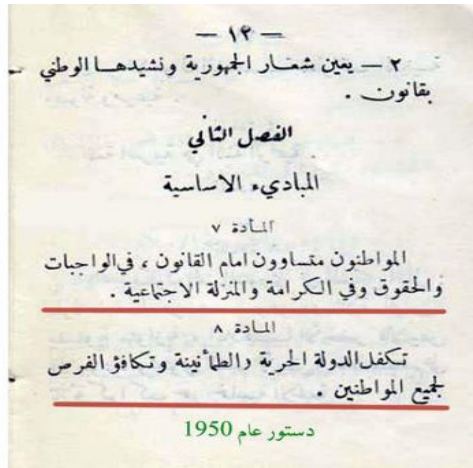 — ١٢ —
٢ — يعين شعار الجمهورية ونشيدها الوطني
بقانون .
الفصل الثاني
المباديء الاساسية
المادة ٧
المواطنون متساوون امام القانون ، في الواجبات
والحقوق وفي الكرامة والمنزلة الاجتماعية .
المادة ٨
تكفل الدولة الحرية والطمأنينة وتكافؤ الفرص
لجميع المواطنين .
دستور عام 1950